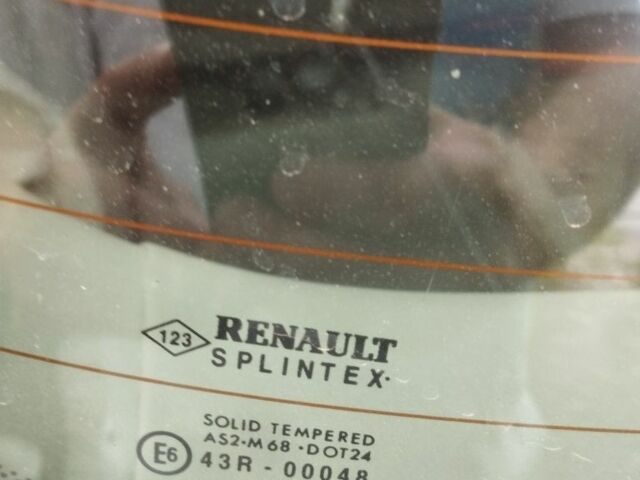 123 RENAULT
SPLINTEX
SOLID TEMPERED
AS2·M68·DOT24
E6 43R - 00048